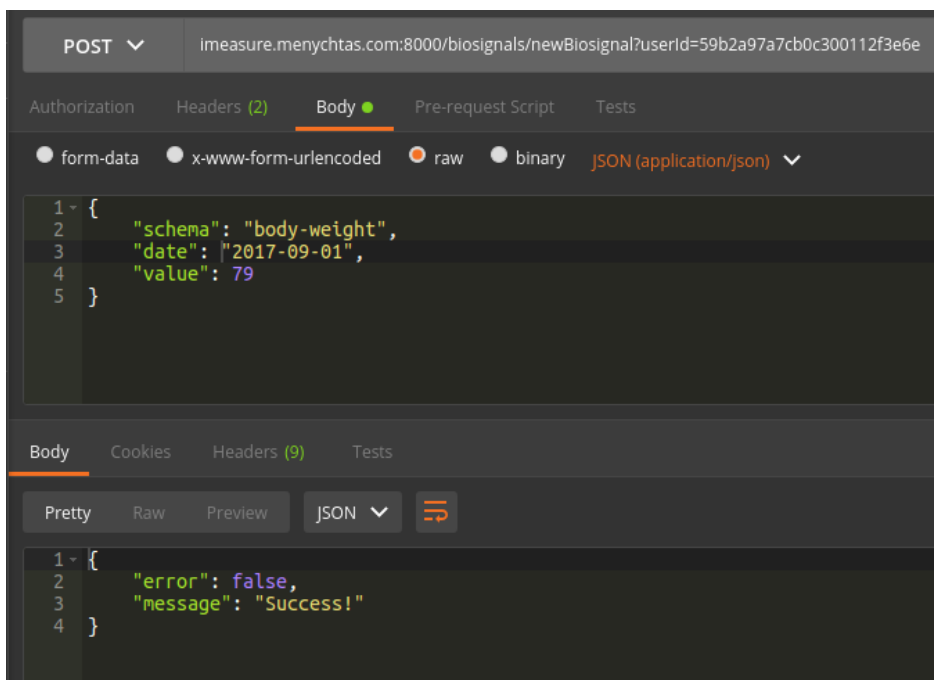 POST imeasure.menychtas.com:8000/biosignals/newBiosignal?userId=59b2a97a7cb0c300112f3e6e
Authorization Headers (2) Body Pre-request Script Tests
form-data x-www-form-urlencoded raw binary JSON (application/json)
1 {
2 "schema": "body-weight",
3 "date": "2017-09-01",
4 "value": 79
5 }
Body Cookies Headers (9) Tests
Pretty Raw Preview JSON
1 {
2 "error": false,
3 "message": "Success!"
4 }